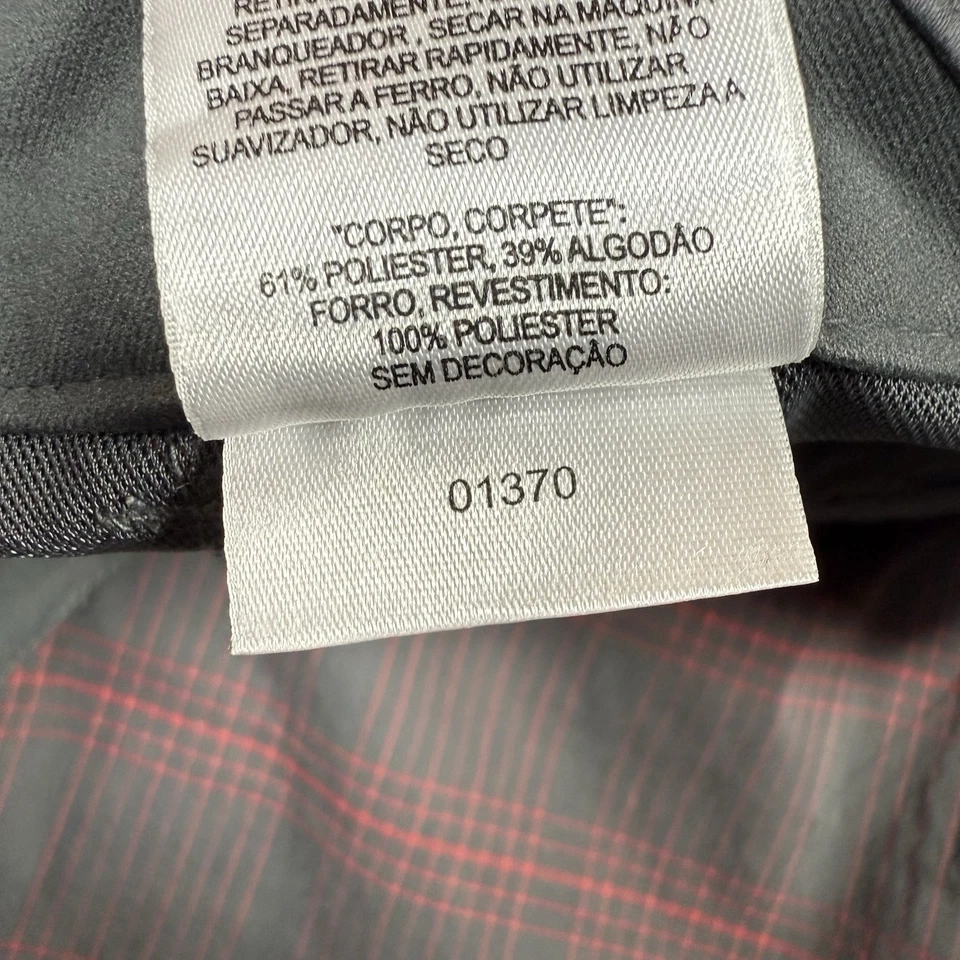 SEPARADAMENTE,
BRANQUEADOR , SECAR NA MÁQUINA
BAIXA, RETIRAR RAPIDAMENTE, NÃO
PASSAR A FERRO, NÃO UTILIZAR
SUAVIZADOR, NÃO UTILIZAR LIMPEZA A
SECO
"CORPO, CORPETE":
61% POLIESTER, 39% ALGODÃO
FORRO, REVESTIMENTO:
100% POLIESTER
SEM DECORAÇÃO
01370